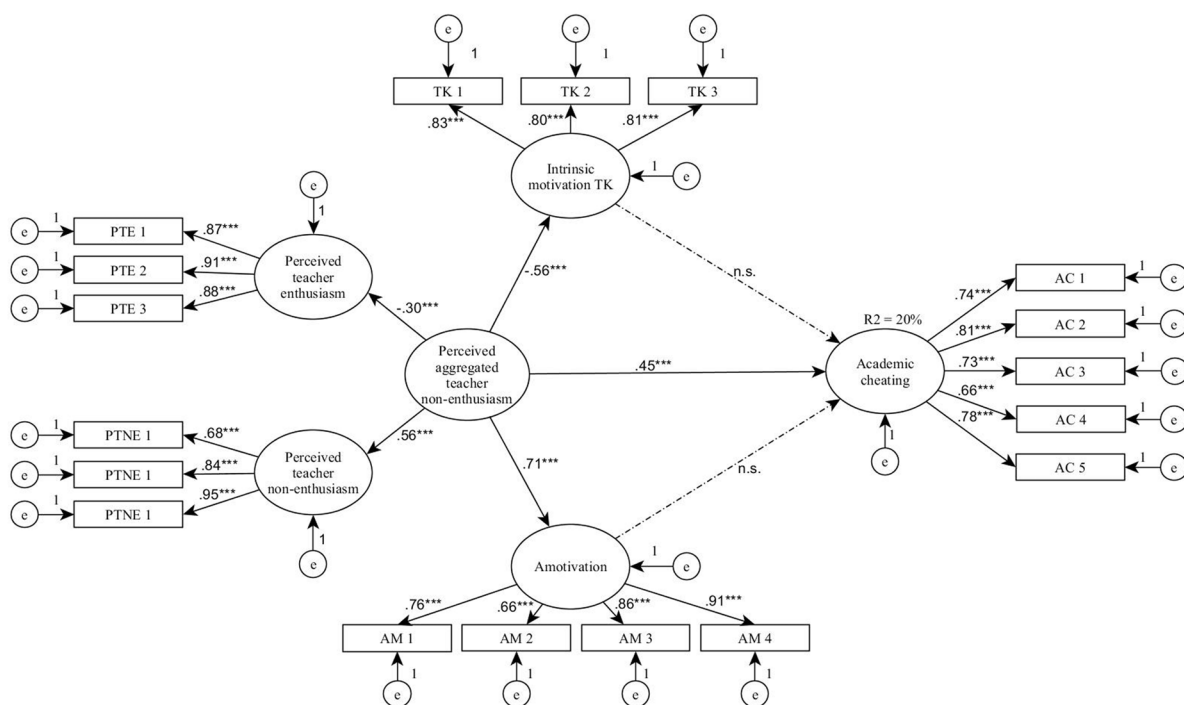 e
1
e
1
e
1
TK 1
TK 2
TK 3
.83***
.80***
.81***
Intrinsic
motivation TK
1
e
e
1
e
1
PTE 1
.87***
e
1
PTE 2
.91***
e
1
PTE 3
.88***
Perceived
teacher
enthusiasm
-.30***
-.56***
n.s.
Perceived
aggregated
teacher
non-enthusiasm
.45***
R2 = 20%
Academic
cheating
1
e
.74***
AC 1
1
e
.81***
AC 2
1
e
.73***
AC 3
1
e
.66***
AC 4
1
e
.78***
AC 5
1
e
e
1
PTNE 1
.68***
e
1
PTNE 1
.84***
e
1
PTNE 1
.95***
Perceived
teacher
non-enthusiasm
1
e
.56***
.71***
n.s.
Amotivation
1
e
.76***
.66***
.86***
.91***
AM 1
AM 2
AM 3
AM 4
1
1
1
1
e
e
e
e